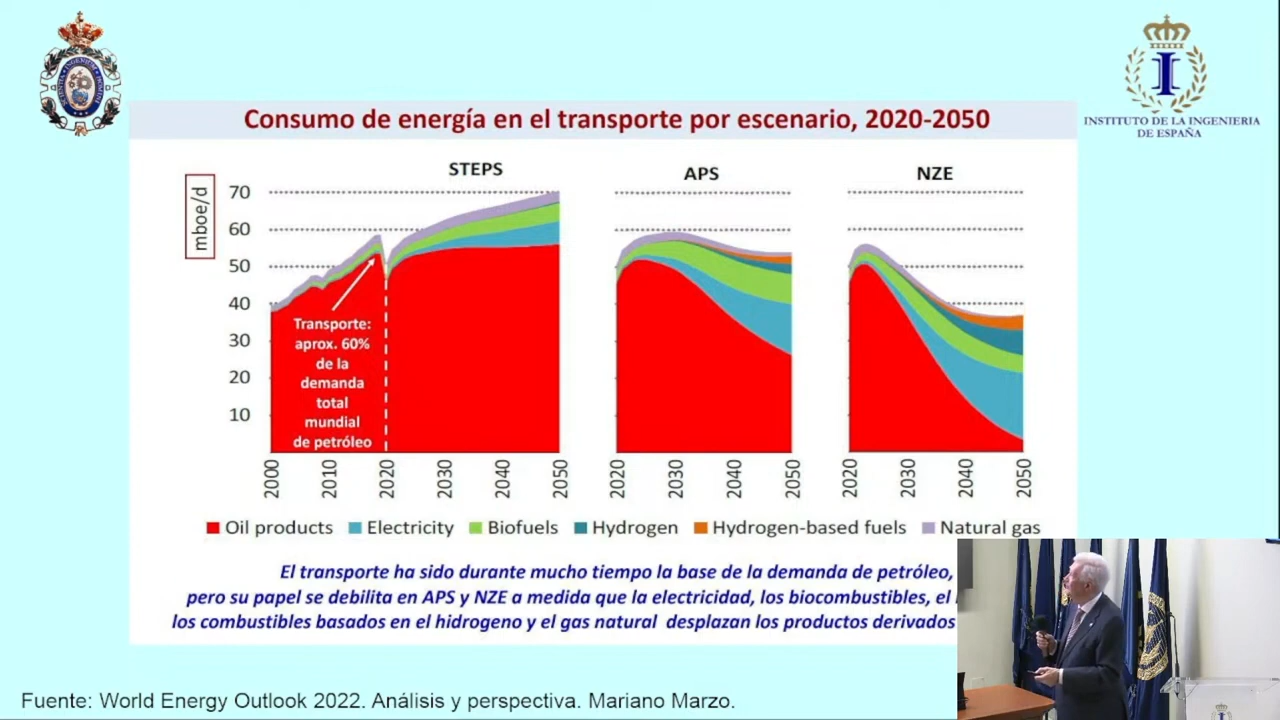 INSTITUTO DE LA INGENIERIA
DE ESPAÑA
Consumo de energía en el transporte por escenario, 2020-2050
STEPS
APS
NZE
mboe/d
70
60
50
40
30
20
10
Transporte:
aprox. 60%
de la
demanda
total
mundial
de petróleo
2000
2010
2020
2030
2040
2050
2020
2030
2040
2050
2020
2030
2040
2050
Oil products
Electricity
Biofuels
Hydrogen
Hydrogen-based fuels
Natural gas
El transporte ha sido durante mucho tiempo la base de la demanda de petróleo,
pero su papel se debilita en APS y NZE a medida que la electricidad, los biocombustibles, el
los combustibles basados en el hidrogeno y el gas natural desplazan los productos derivados
Fuente: World Energy Outlook 2022. Análisis y perspectiva. Mariano Marzo.